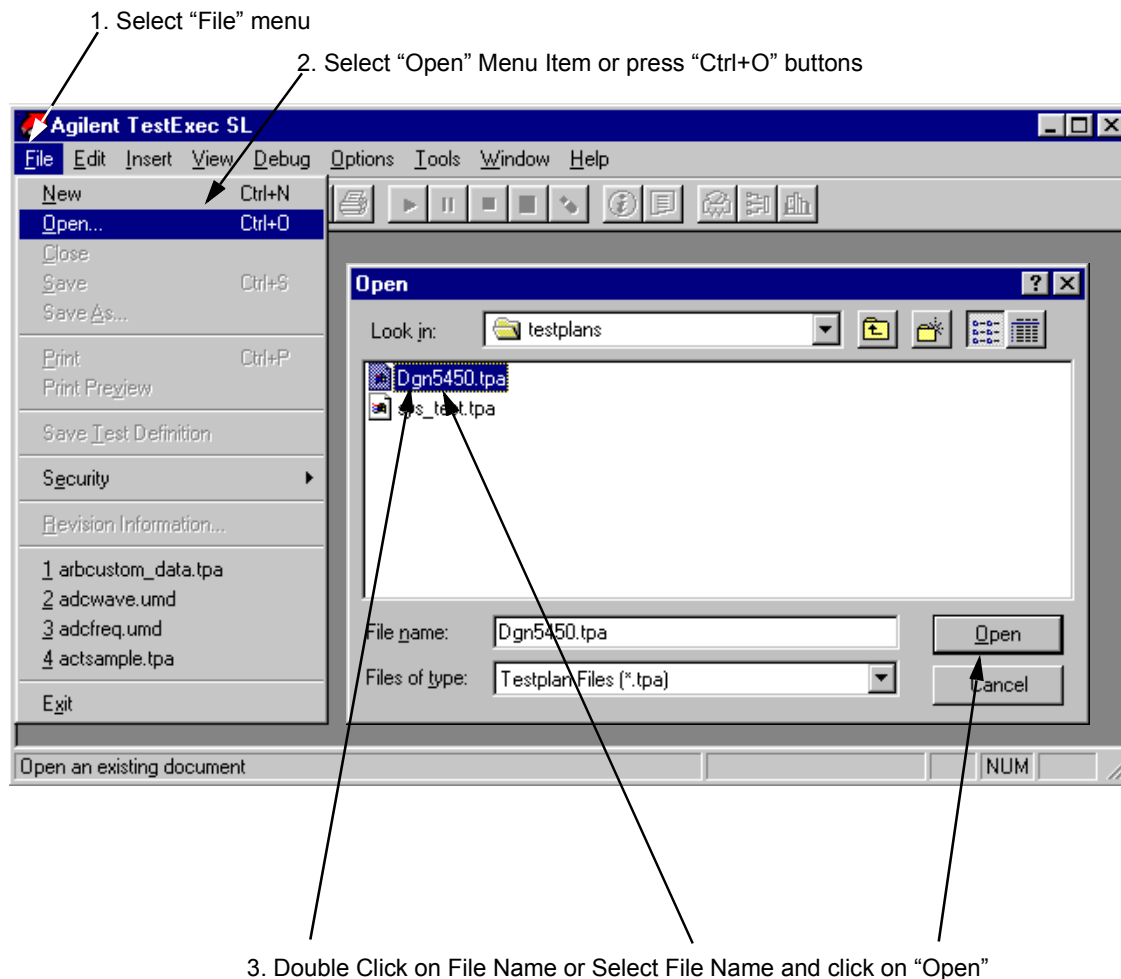 1. Select “File” menu
2. Select “Open” Menu Item or press “Ctrl+O” buttons
Agilent TestExec SL
File Edit Insert View Debug Options Tools Window Help
New Ctrl+N
Open... Ctrl+O
Close
Save Ctrl+S
Save As...
Print Ctrl+P
Print Preview
Save Test Definition
Security
Revision Information...
1 arbcustom_data.tpa
2 adcwave.umd
3 adcfreq.umd
4 actsample.tpa
Exit
Open
Look in: testplans
Dgn5450.tpa
sys_test.tpa
File name: Dgn5450.tpa Open
Files of type: Testplan Files (*.tpa) Cancel
Open an existing document NUM
3. Double Click on File Name or Select File Name and click on “Open”